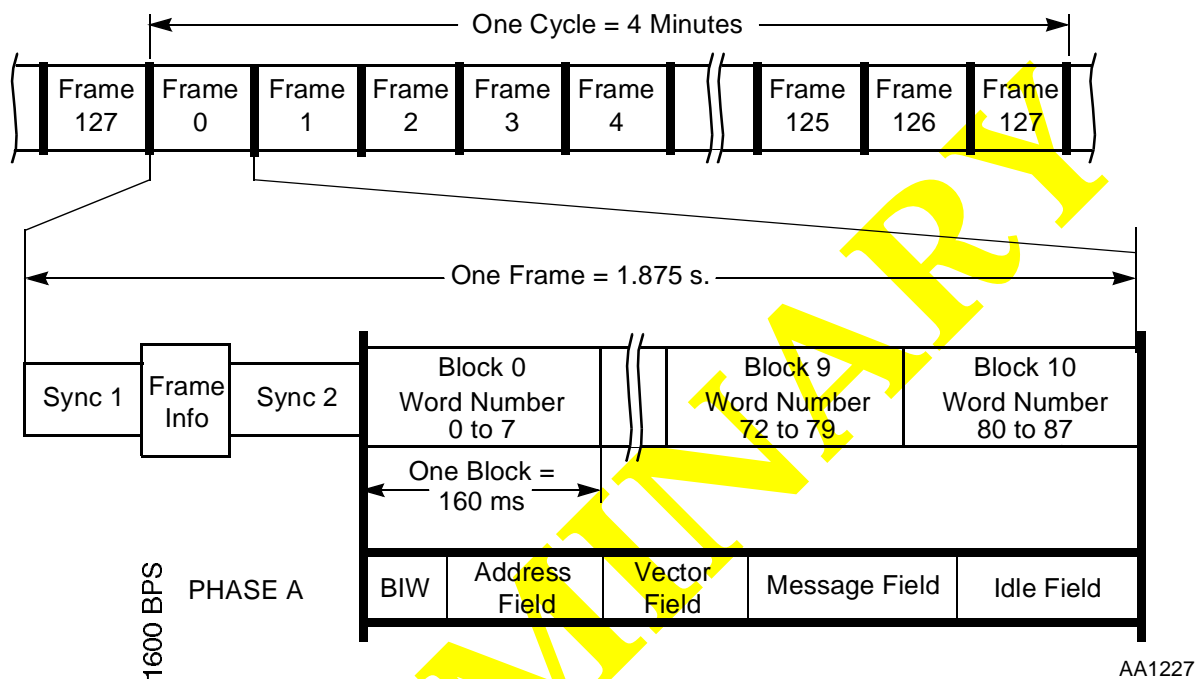 One Cycle = 4 Minutes
Frame 127
Frame 0
Frame 1
Frame 2
Frame 3
Frame 4
Frame 125
Frame 126
Frame 127
One Frame = 1.875 s.
Sync 1
Frame Info
Sync 2
Block 0
Word Number
0 to 7
Block 9
Word Number
72 to 79
Block 10
Word Number
80 to 87
One Block =
160 ms
1600 BPS
PHASE A
BIW
Address
Field
Vector
Field
Message Field
Idle Field
MINARY
AA1227